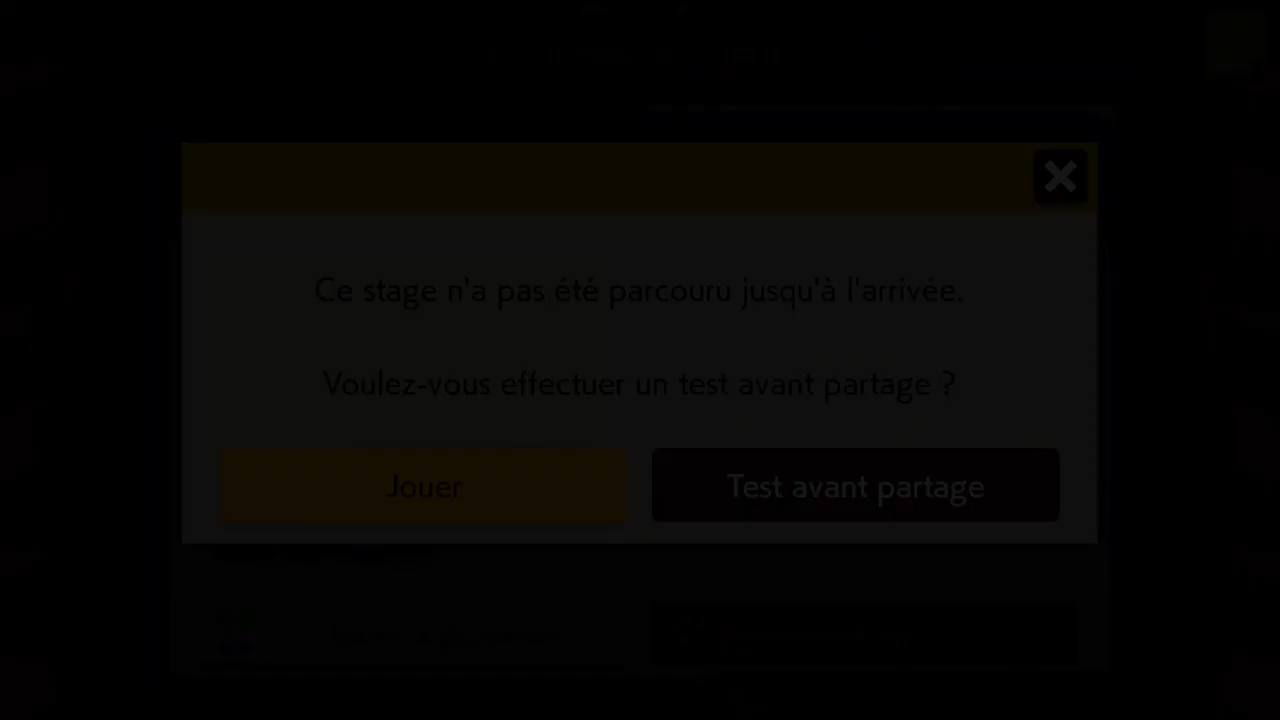 Ce stage n'a pas été parcouru jusqu'à l'arrivée.
Voulez-vous effectuer un test avant partage ?
Jouer
Test avant partage